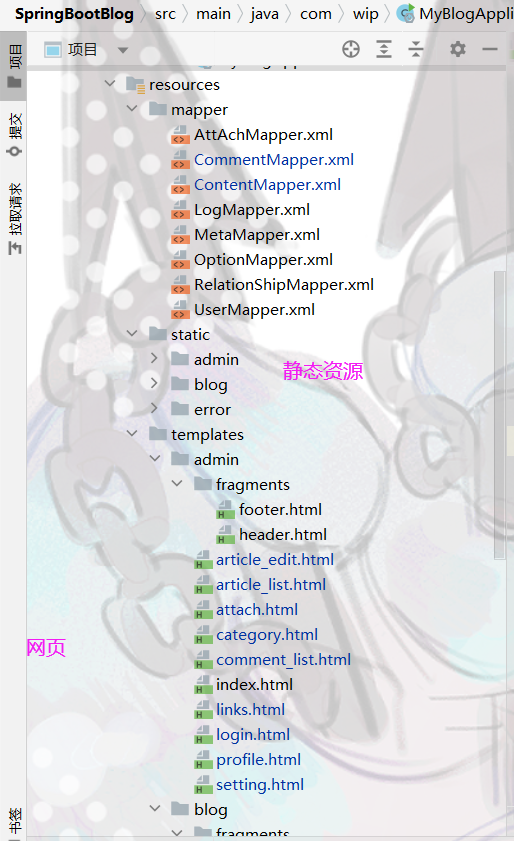 SpringBootBlog src main java com wip MyBlogAppli
项目
项目
resources
mapper
AttAchMapper.xml
CommentMapper.xml
提交
ContentMapper.xml
LogMapper.xml
拉取请求
MetaMapper.xml
OptionMapper.xml
RelationShipMapper.xml
UserMapper.xml
static
admin
静态资源
blog
error
templates
admin
fragments
footer.html
header.html
article_edit.html
article_list.html
attach.html
category.html
网页
comment_list.html
index.html
links.html
login.html
profile.html
setting.html
blog
书签
fragments